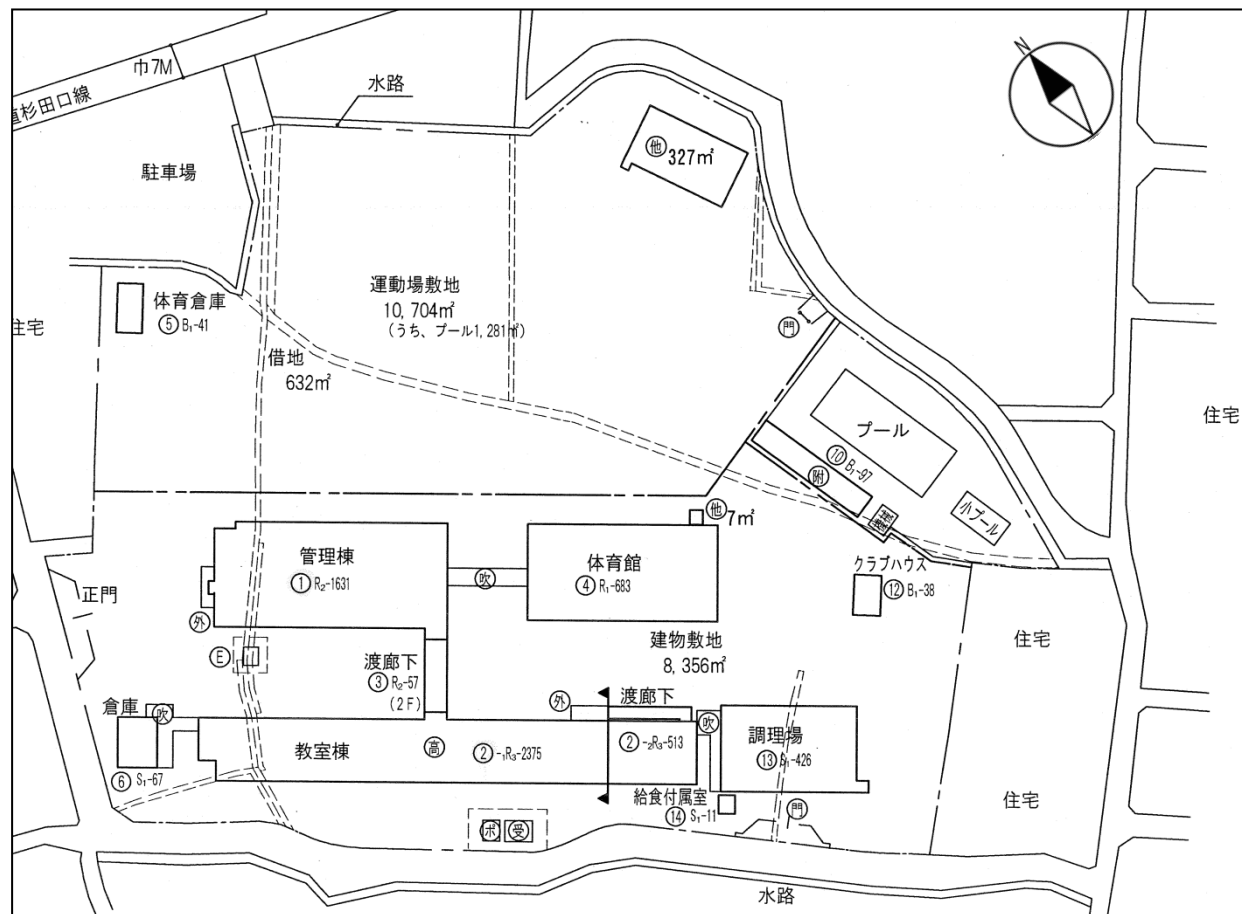 巾7M
道杉田口線
水路
N
駐車場
他 327㎡
体育倉庫
⑤ B₁-41
住宅
運動場敷地
10,704㎡
(うち、プール1,281㎡)
借地
632㎡
門
住宅
プール
⑩ B₁-97
附
小プール
他 7㎡
管理棟
① R₂-1631
吹
体育館
④ R₁-683
クラブハウス
⑫ B₁-38
正門
外
E
渡廊下
③ R₂-57
(2F)
建物敷地
8,356㎡
住宅
倉庫
吹
外
渡廊下
吹
教室棟
高
②-₁R₃-2375
②-₂R₃-513
調理場
⑬ S₁-426
⑥ S₁-67
給食付属室
⑭ S₁-11
門
住宅
ポ
受
水路